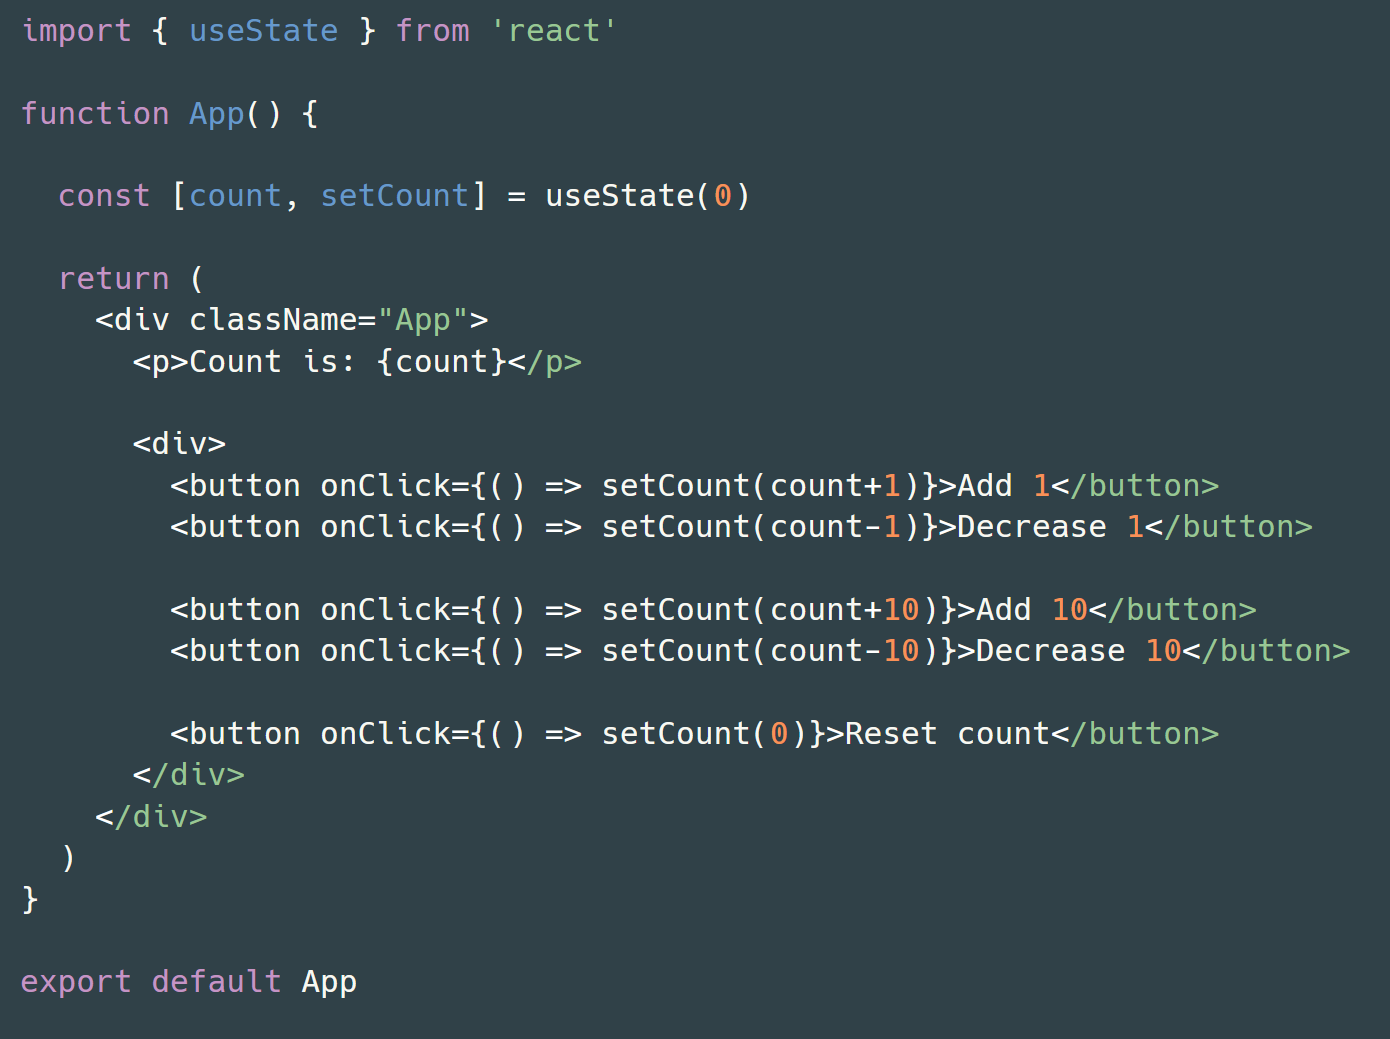 import { useState } from 'react'

function App() {

  const [count, setCount] = useState(0)

  return (
    <div className="App">
      <p>Count is: {count}</p>

      <div>
        <button onClick={() => setCount(count+1)}>Add 1</button>
        <button onClick={() => setCount(count-1)}>Decrease 1</button>

        <button onClick={() => setCount(count+10)}>Add 10</button>
        <button onClick={() => setCount(count-10)}>Decrease 10</button>

        <button onClick={() => setCount(0)}>Reset count</button>
      </div>
    </div>
  )
}

export default App